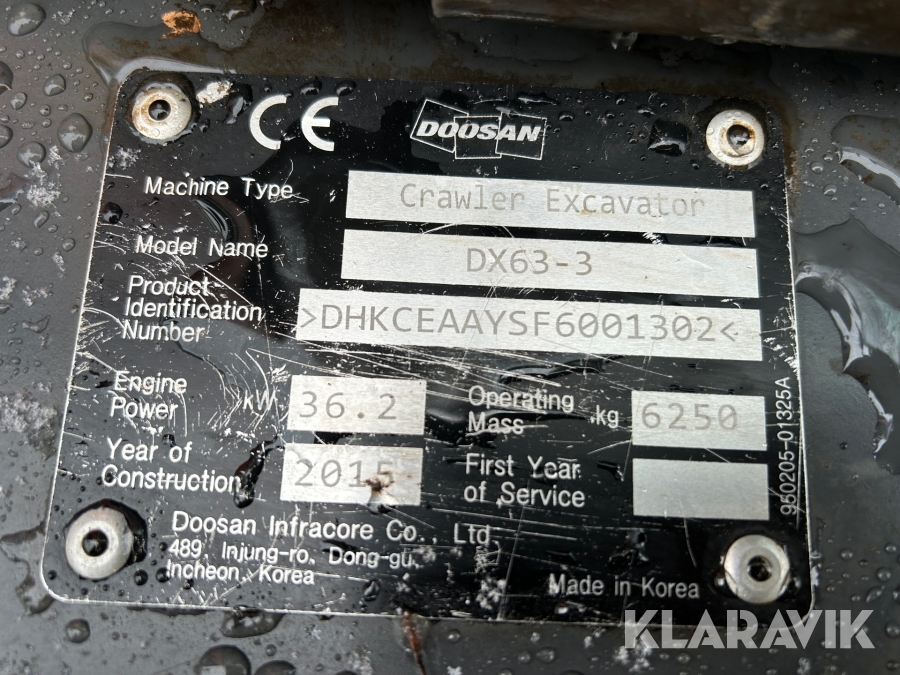 CE DOOSAN
Machine Type Crawler Excavator
Model Name DX63-3
Product
Identification >DHKCEAAYSF6001302<
Number
Engine Power kW 36.2
Operating Mass kg 6250
Year of Construction 2015
First Year of Service
Doosan Infracore Co., Ltd.
489, Injung-ro, Dong-gu,
Incheon, Korea
Made in Korea
950205-01325A
KLARAVIK